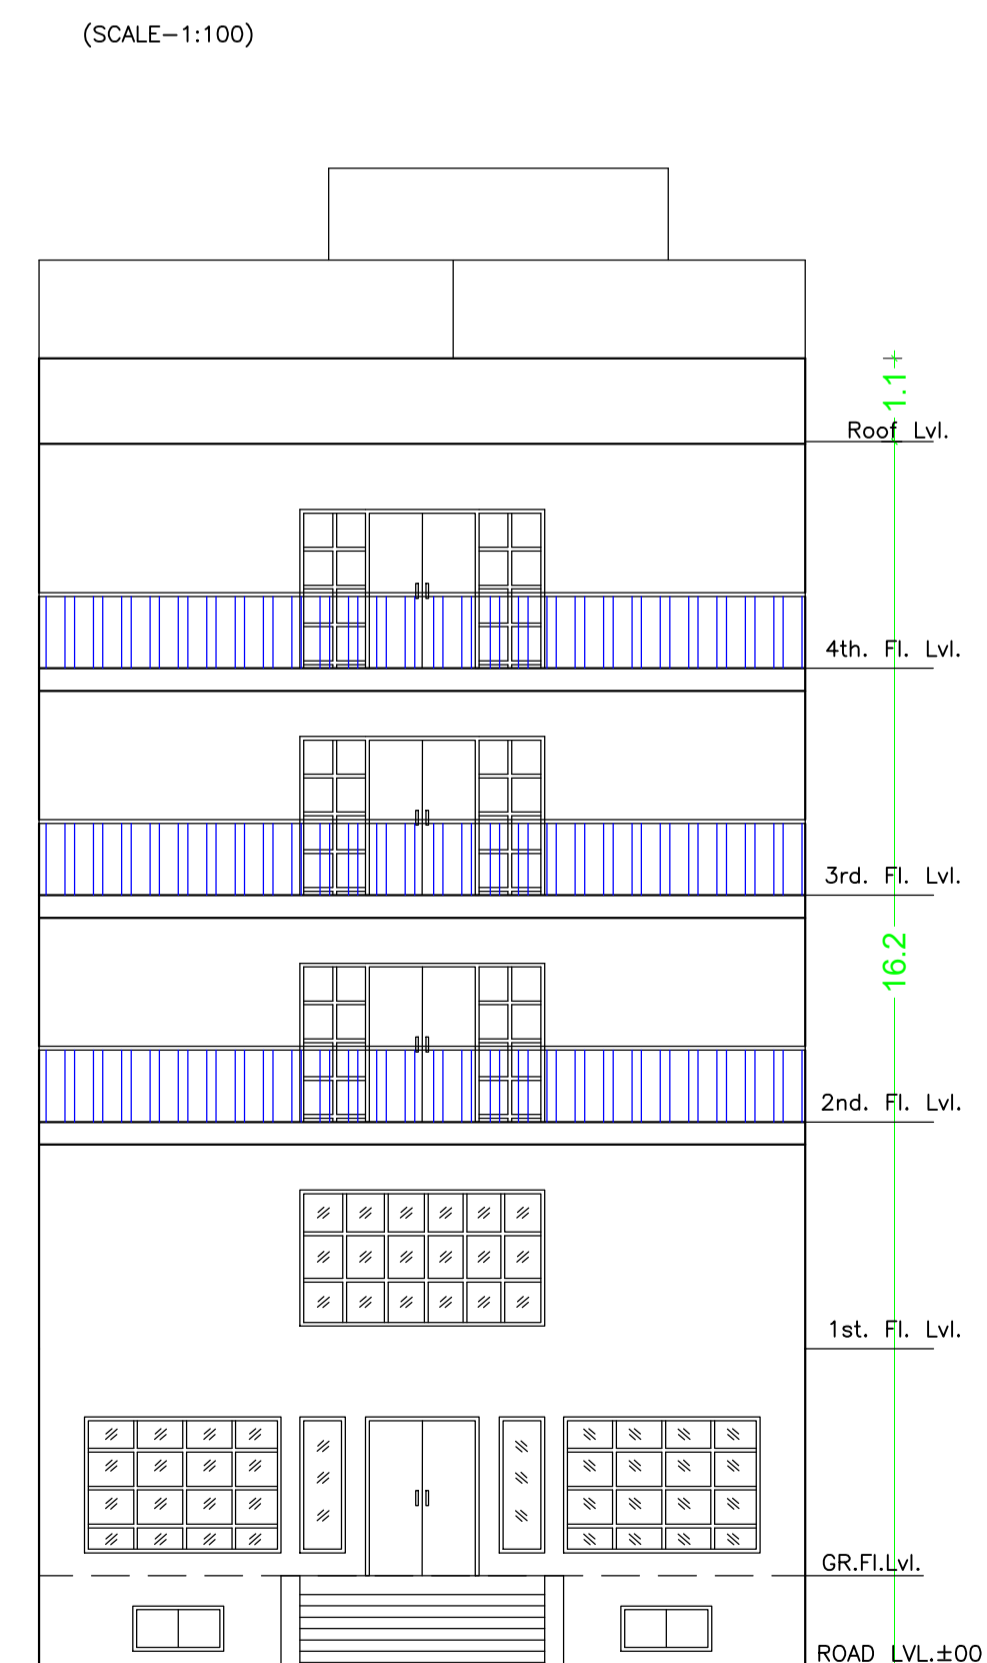 (SCALE-1:100)
1.1
Roof Lvl.
4th. Fl. Lvl.
3rd. Fl. Lvl.
16.2
2nd. Fl. Lvl.
1st. Fl. Lvl.
GR.Fl.Lvl.
ROAD LVL.±00